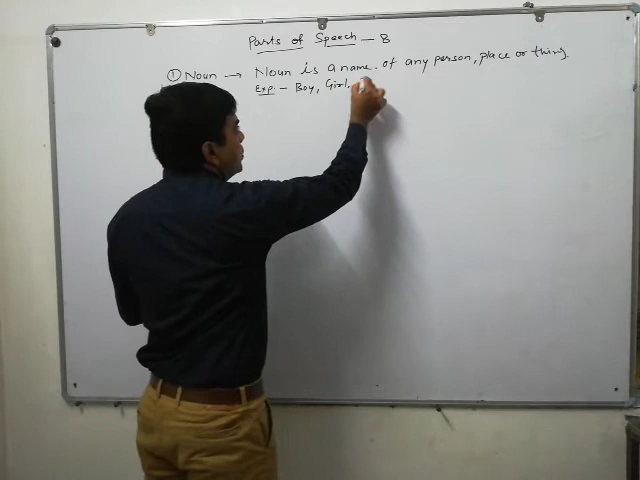 Parts of Speech - 8
① Noun → Noun is a name of any person, place or thing.
Exp. - Boy, Girl,